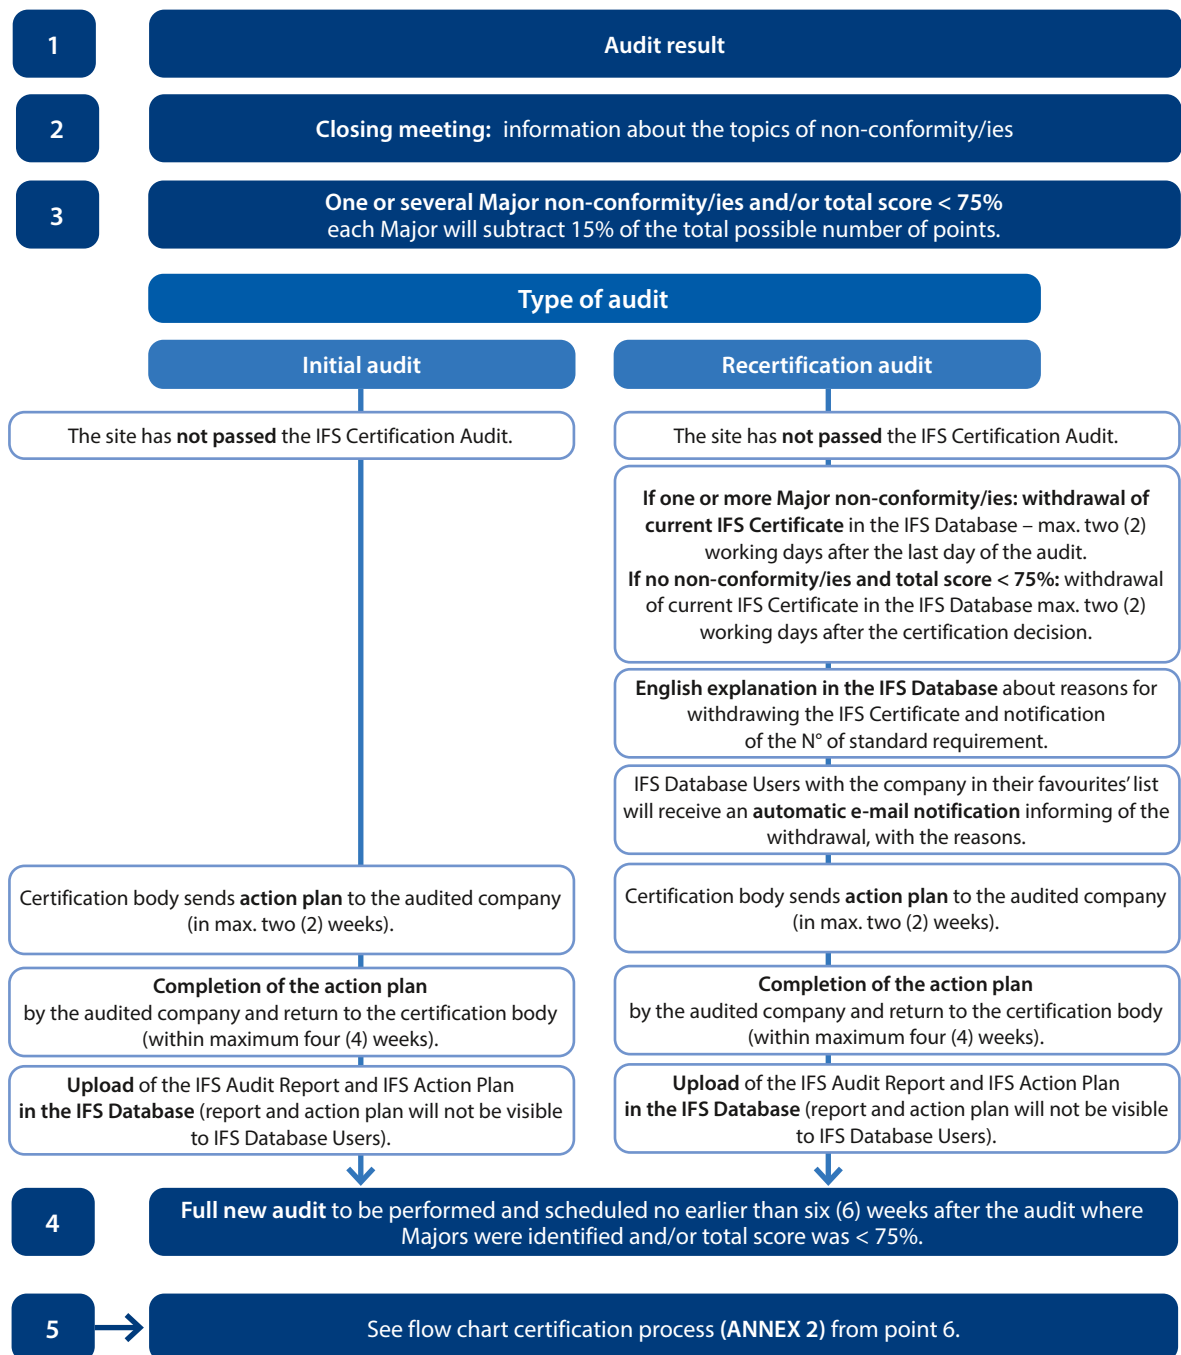 1
Audit result
2
Closing meeting: information about the topics of non-conformity/ies
3
One or several Major non-conformity/ies and/or total score < 75%
each Major will subtract 15% of the total possible number of points.
Type of audit
Initial audit
The site has not passed the IFS Certification Audit.
Certification body sends action plan to the audited company
(in max. two (2) weeks).
Completion of the action plan
by the audited company and return to the certification body
(within maximum four (4) weeks).
Upload of the IFS Audit Report and IFS Action Plan
in the IFS Database (report and action plan will not be visible
to IFS Database Users).
Recertification audit
The site has not passed the IFS Certification Audit.
If one or more Major non-conformity/ies: withdrawal of
current IFS Certificate in the IFS Database – max. two (2)
working days after the last day of the audit.
If no non-conformity/ies and total score < 75%: withdrawal
of current IFS Certificate in the IFS Database max. two (2)
working days after the certification decision.
English explanation in the IFS Database about reasons for
withdrawing the IFS Certificate and notification
of the N° of standard requirement.
IFS Database Users with the company in their favourites’ list
will receive an automatic e-mail notification informing of the
withdrawal, with the reasons.
Certification body sends action plan to the audited company
(in max. two (2) weeks).
Completion of the action plan
by the audited company and return to the certification body
(within maximum four (4) weeks).
Upload of the IFS Audit Report and IFS Action Plan
in the IFS Database (report and action plan will not be visible
to IFS Database Users).
4
Full new audit to be performed and scheduled no earlier than six (6) weeks after the audit where
Majors were identified and/or total score was < 75%.
5
See flow chart certification process (ANNEX 2) from point 6.